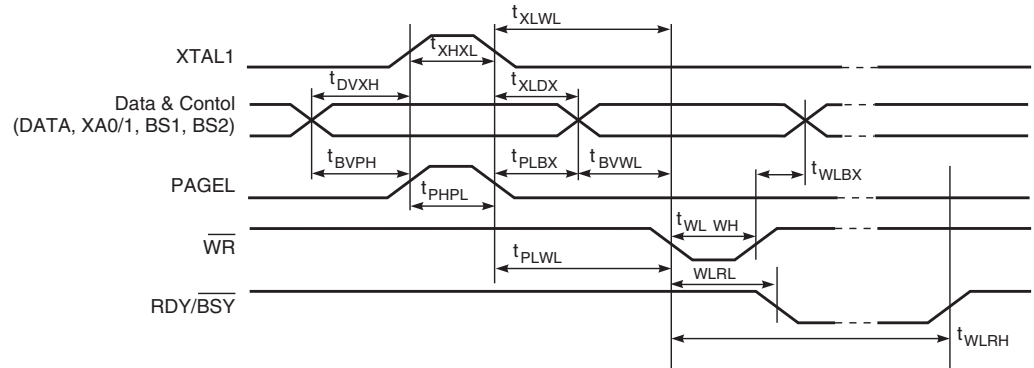 tXLWL
XTAL1
tXHXL
tDVXH
tXLDX
Data & Contol
(DATA, XA0/1, BS1, BS2)
tBVPH
tPLBX
tBVWL
tWLBX
PAGEL
tPHPL
tWL WH
WR
tPLWL
WLRL
RDY/BSY
tWLRH